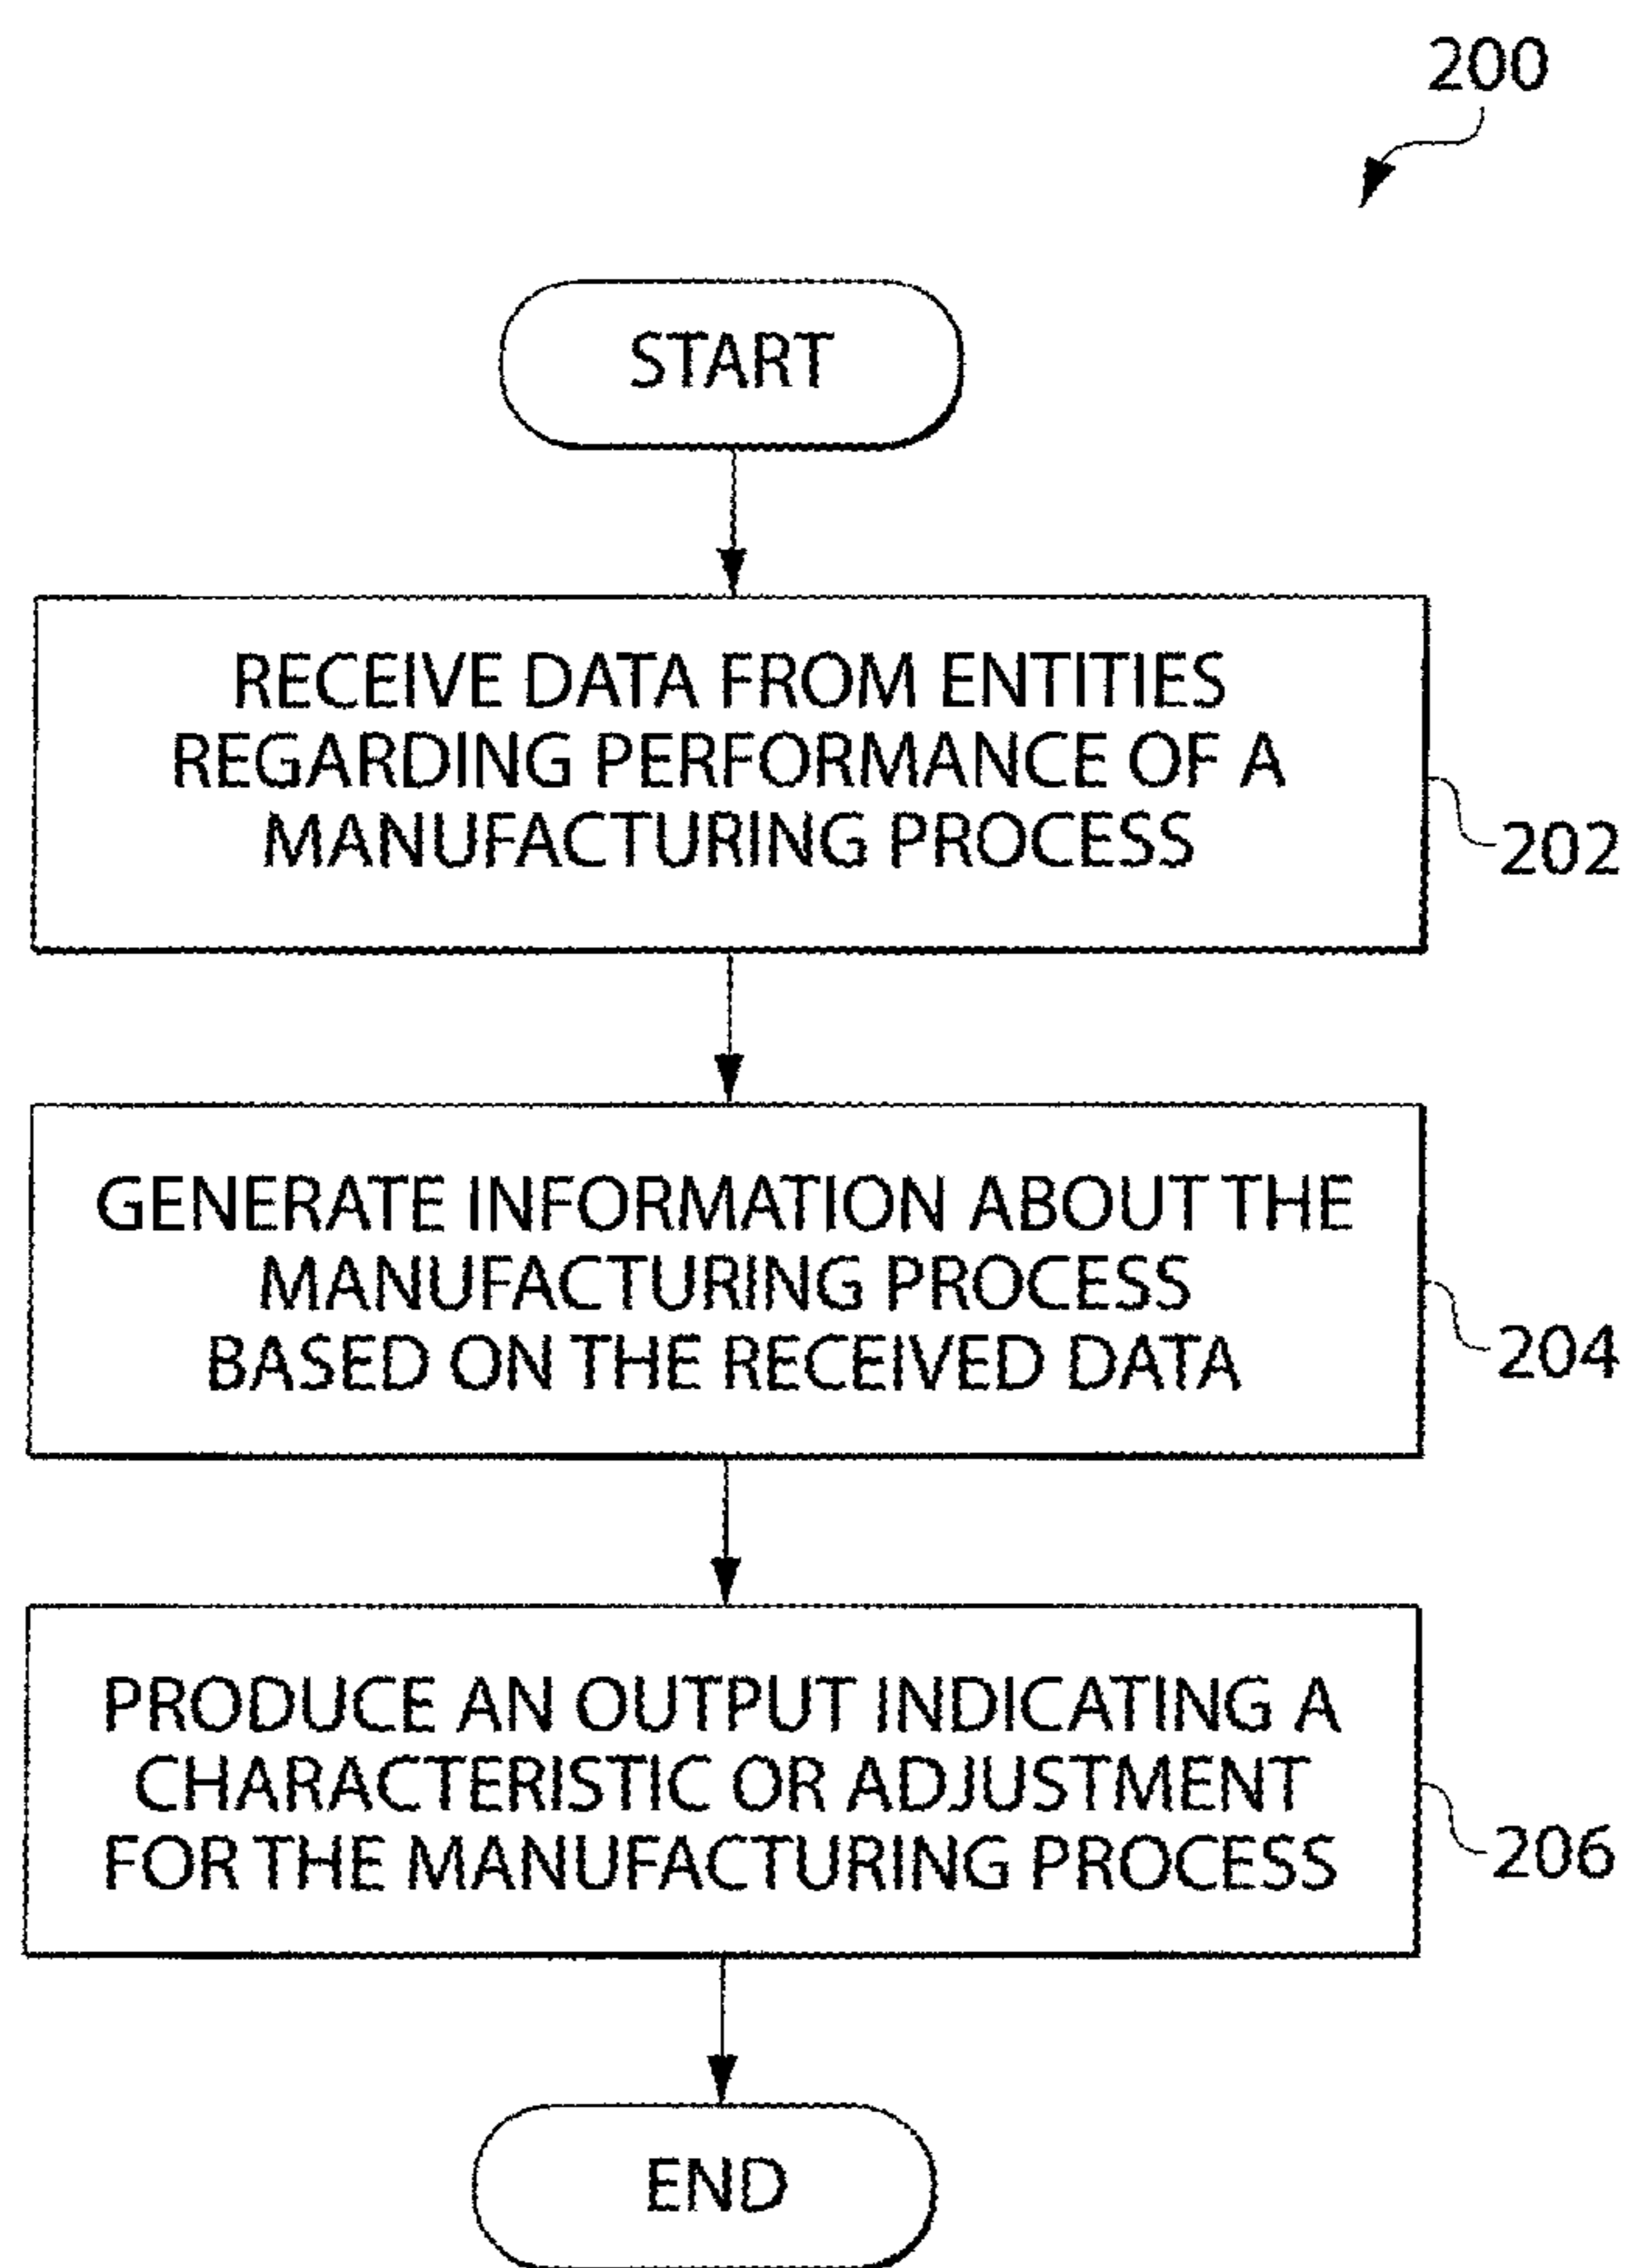 200
START
RECEIVE DATA FROM ENTITIES
REGARDING PERFORMANCE OF A
MANUFACTURING PROCESS
202
GENERATE INFORMATION ABOUT THE
MANUFACTURING PROCESS
BASED ON THE RECEIVED DATA
204
PRODUCE AN OUTPUT INDICATING A
CHARACTERISTIC OR ADJUSTMENT
FOR THE MANUFACTURING PROCESS
206
END